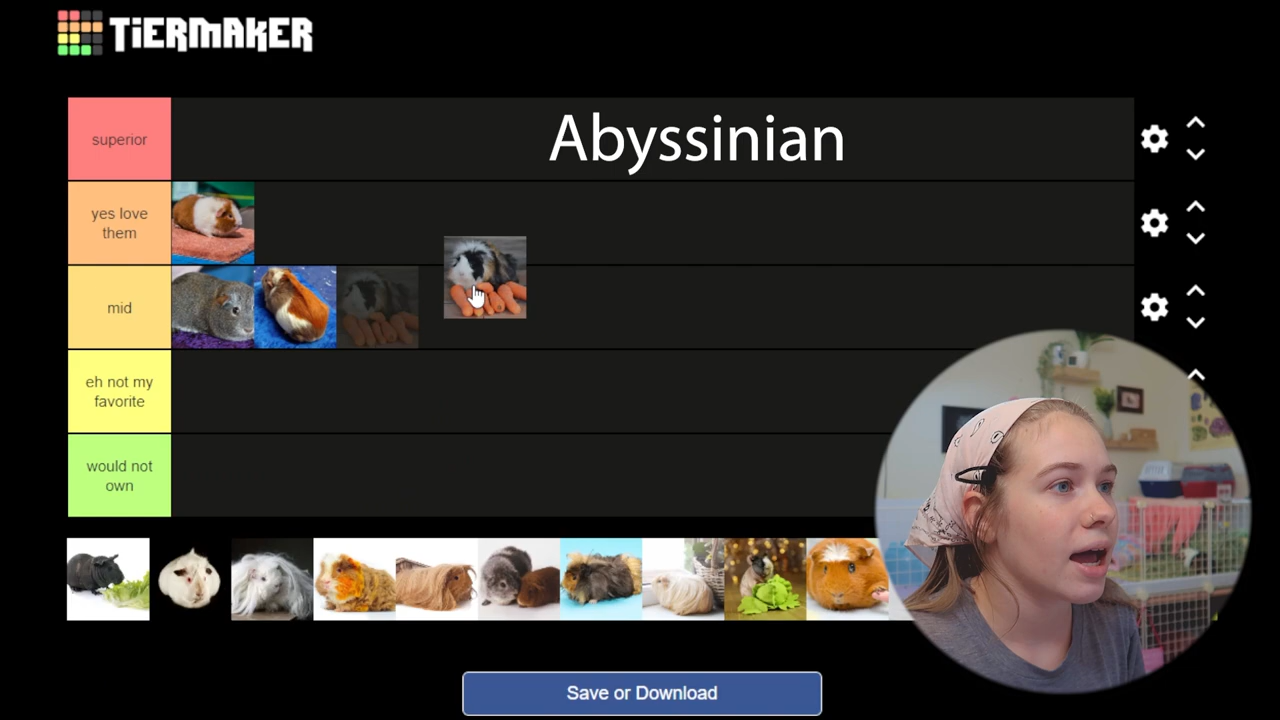 TiERMAKER
superior
Abyssinian
yes love
them
mid
eh not my
favorite
would not
own
Save or Download